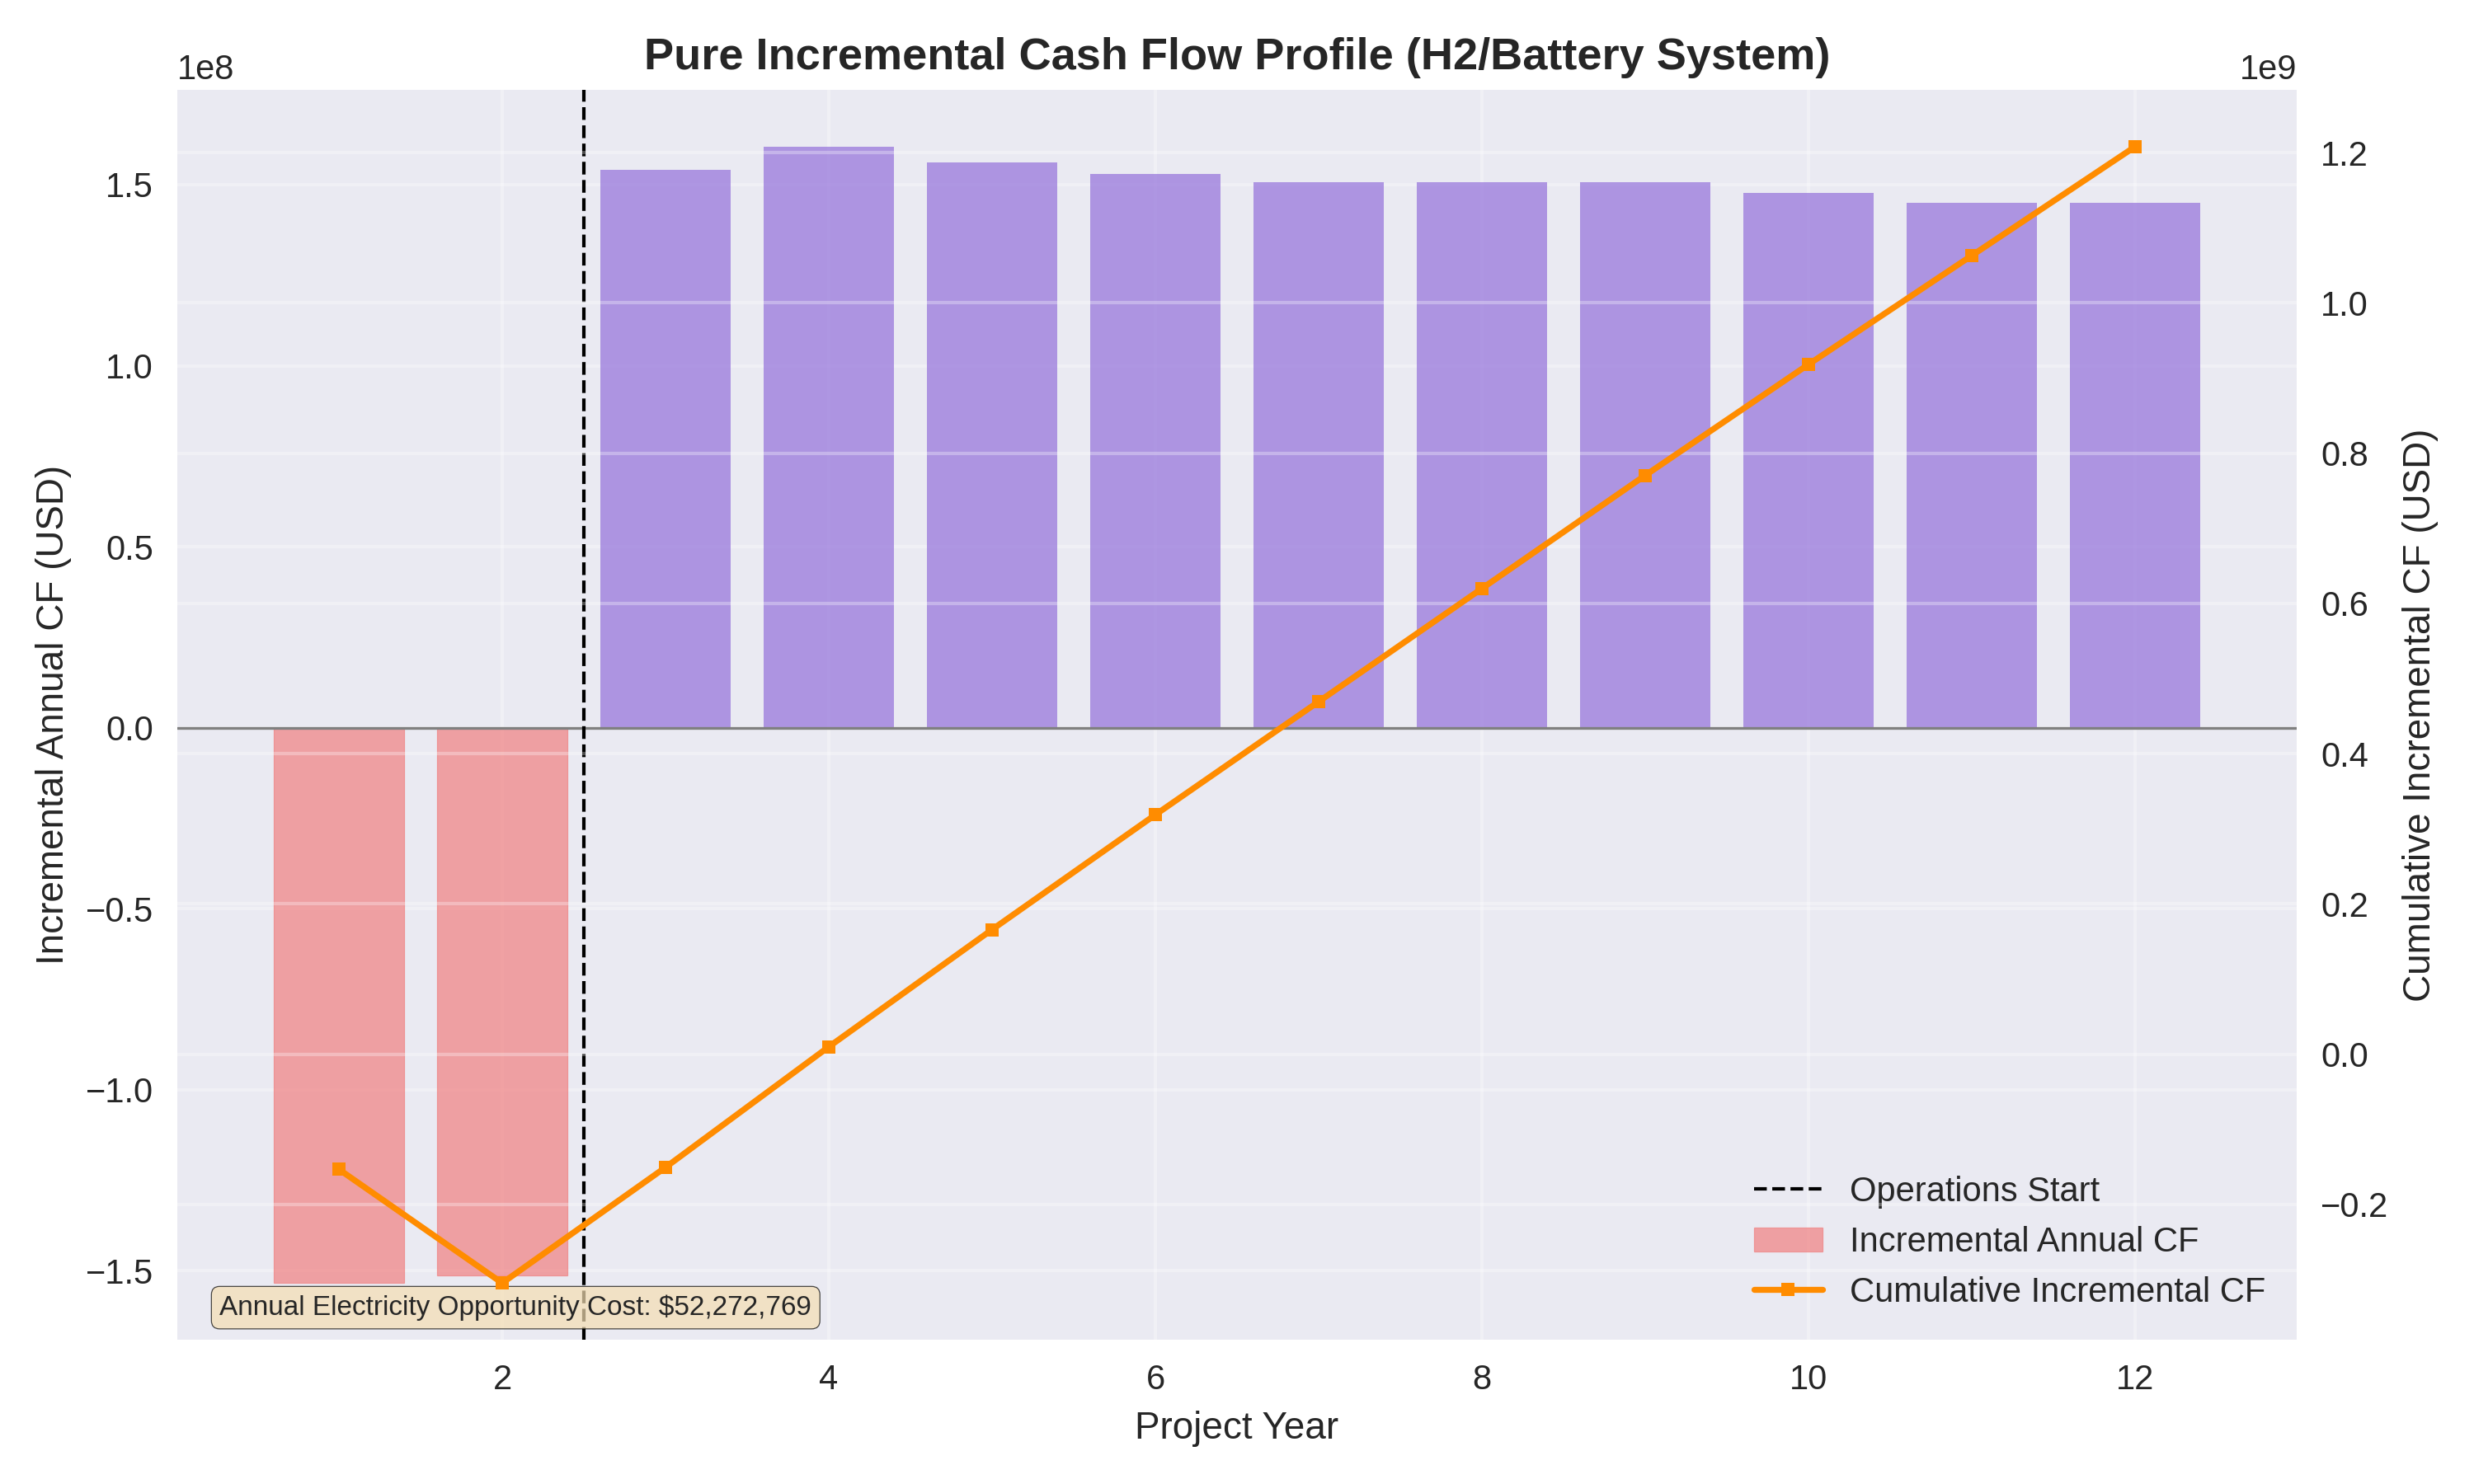 Pure Incremental Cash Flow Profile (H2/Battery System)
1e8
1e9
Incremental Annual CF (USD)
1.5
1.0
0.5
0.0
−0.5
−1.0
−1.5
1.2
1.0
0.8
0.6
0.4
0.2
0.0
−0.2
Cumulative Incremental CF (USD)
Operations Start
Incremental Annual CF
Cumulative Incremental CF
Annual Electricity Opportunity Cost: $52,272,769
2
4
6
8
10
12
Project Year